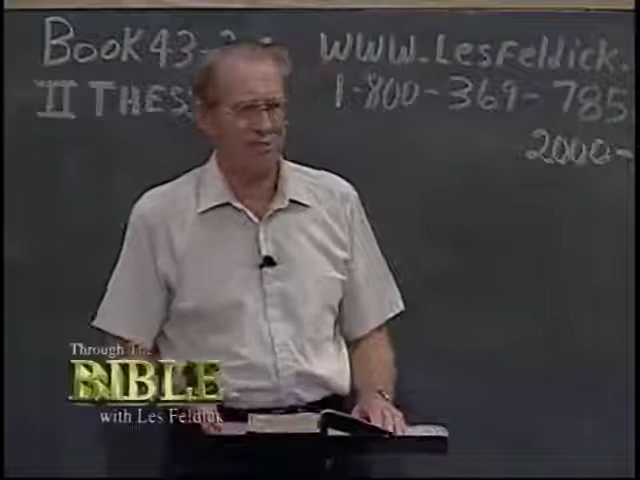 Book 43-
WWW.LesFeldick.
II THES
1-800-369-785
2000-
Through The
BIBLE
with Les Feldick